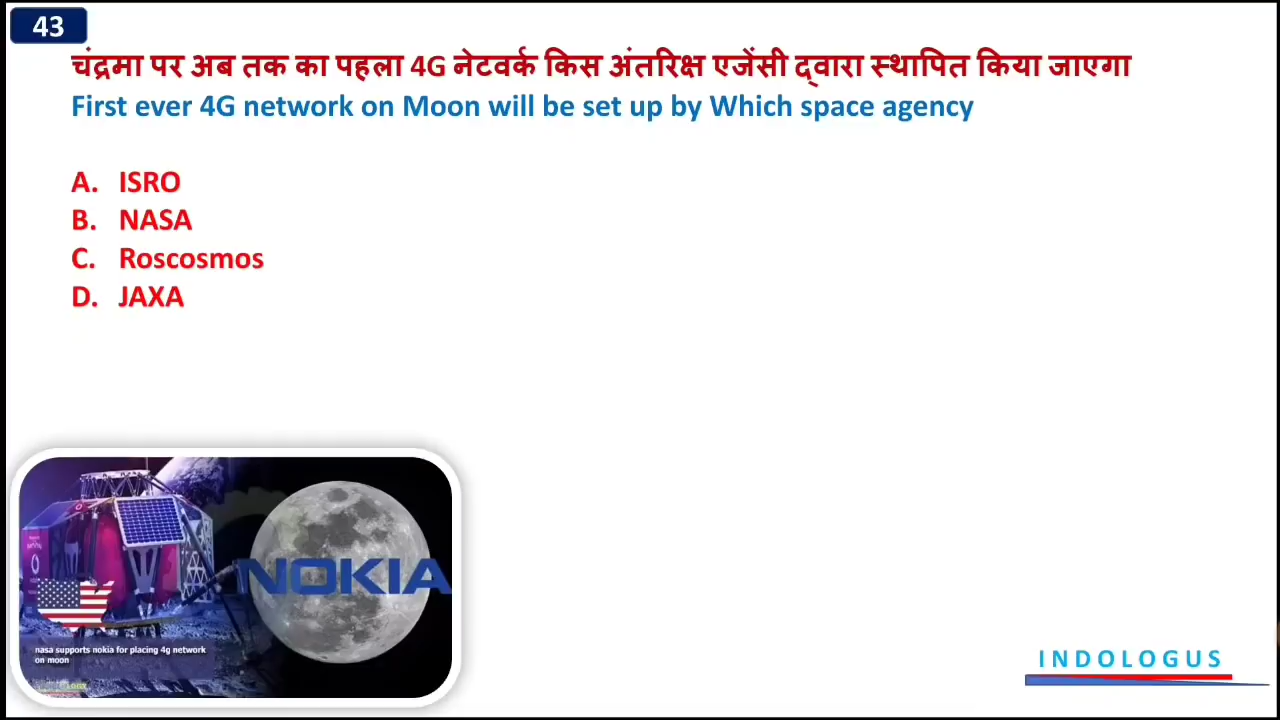 43
चंद्रमा पर अब तक का पहला 4G नेटवर्क किस अंतरिक्ष एजेंसी द्वारा स्थापित किया जाएगा
First ever 4G network on Moon will be set up by Which space agency
A. ISRO
B. NASA
C. Roscosmos
D. JAXA
NOKIA
nasa supports nokia for placing 4g network
on moon
INDOLOGUS